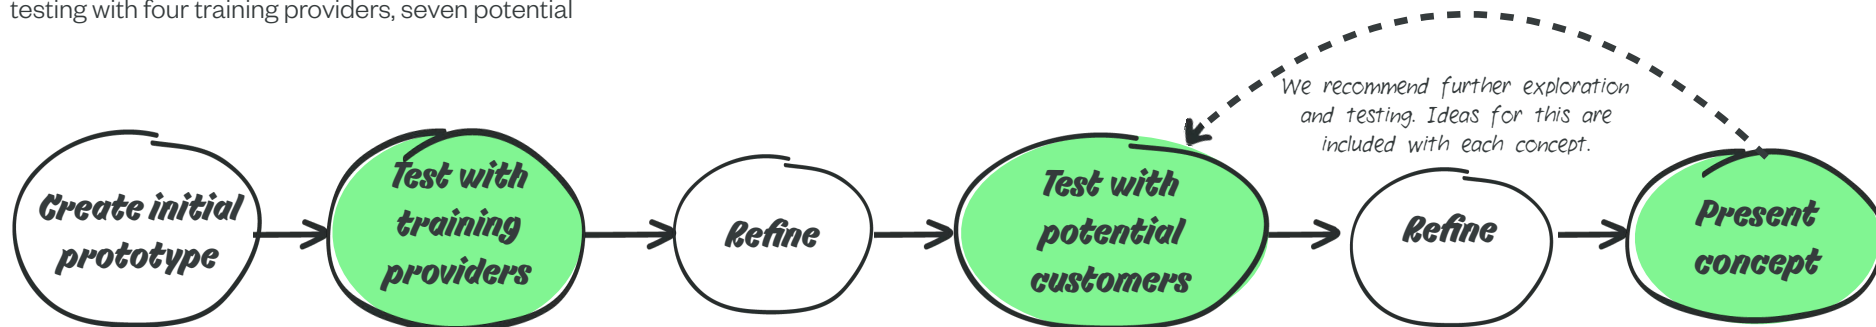 testing with four training providers, seven potential
We recommend further exploration
and testing. Ideas for this are
included with each concept.
Create initial
prototype
Test with
training
providers
Refine
Test with
potential
customers
Refine
Present
concept